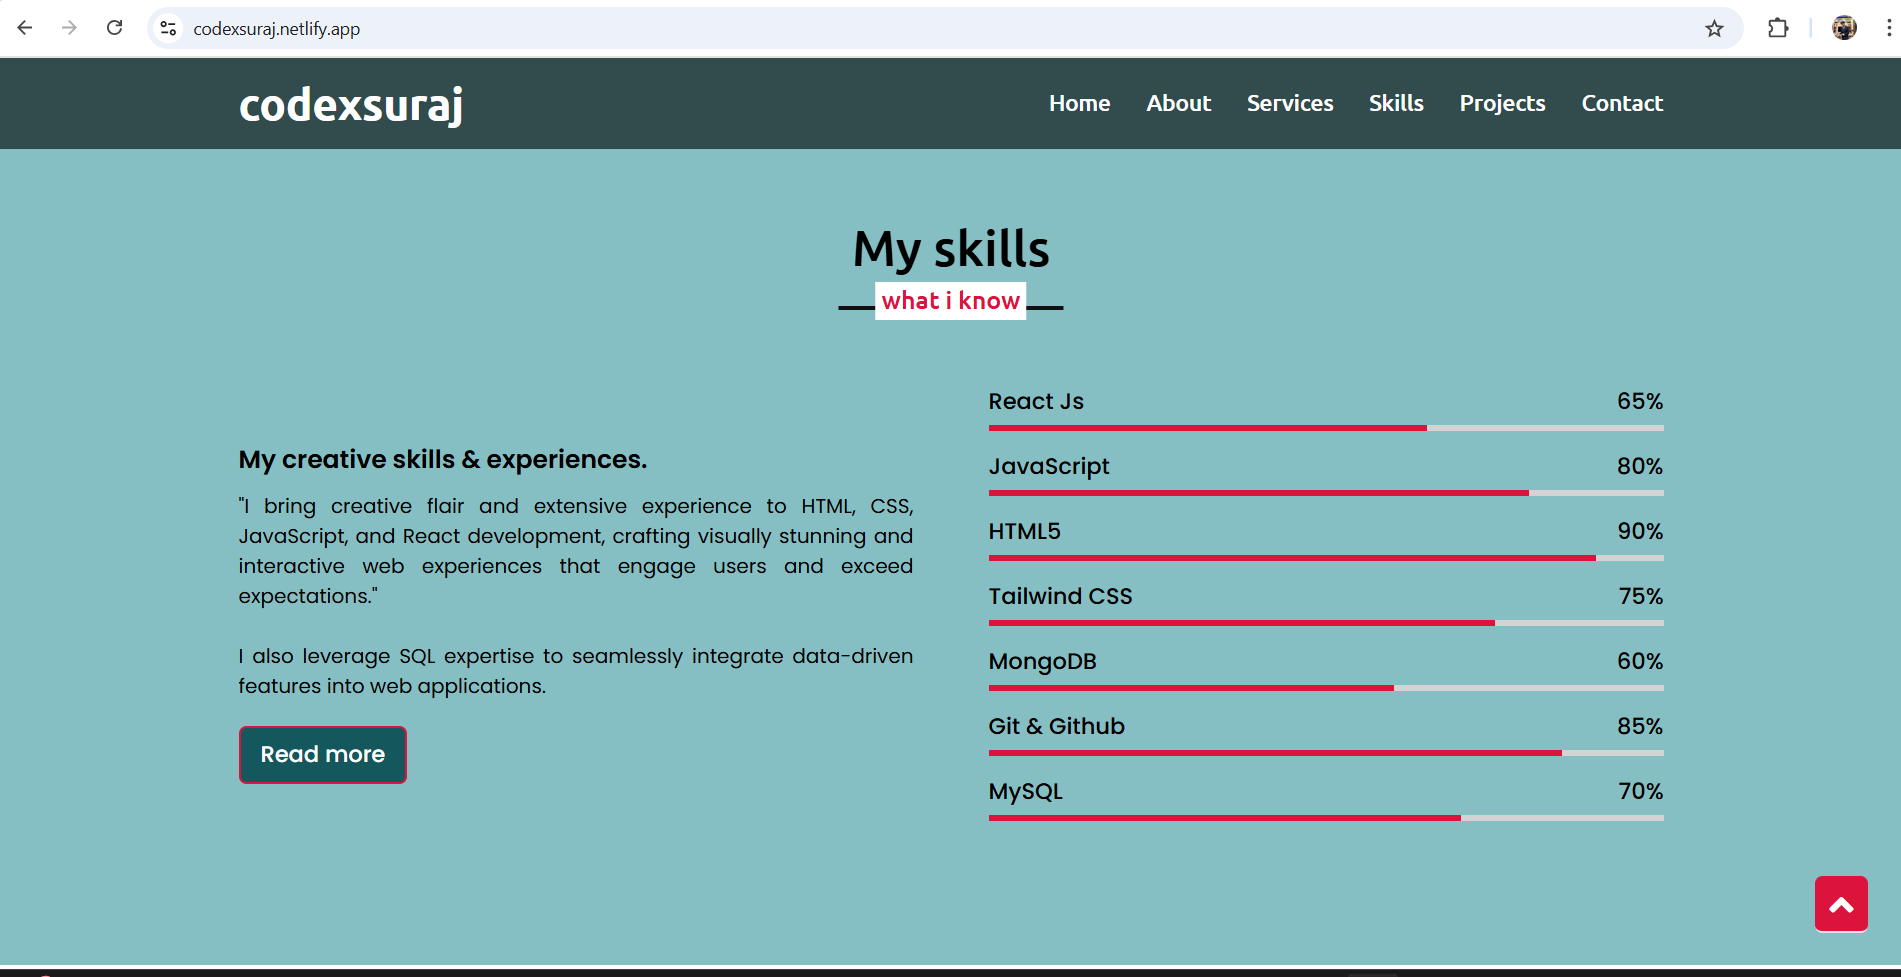 codexsuraj.netlify.app
codexsuraj
Home About Services Skills Projects Contact
My skills
what i know
My creative skills & experiences.
"I bring creative flair and extensive experience to HTML, CSS,
JavaScript, and React development, crafting visually stunning and
interactive web experiences that engage users and exceed
expectations."
I also leverage SQL expertise to seamlessly integrate data-driven
features into web applications.
Read more
React Js 65%
JavaScript 80%
HTML5 90%
Tailwind CSS 75%
MongoDB 60%
Git & Github 85%
MySQL 70%